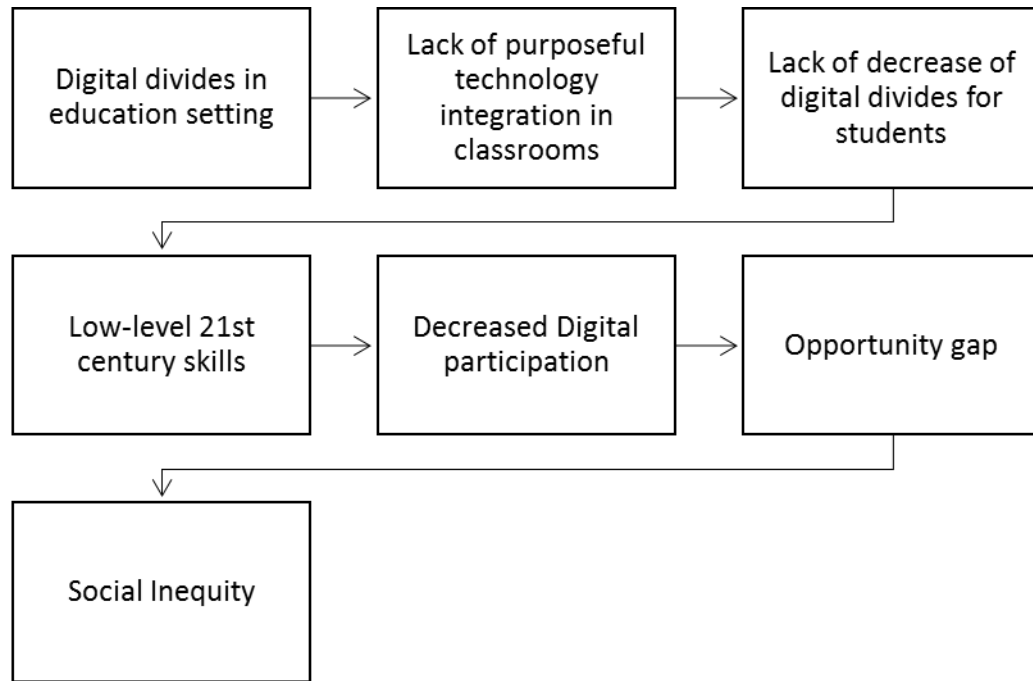 Digital divides in
education setting
Lack of purposeful
technology
integration in
classrooms
Lack of decrease of
digital divides for
students
Low-level 21st
century skills
Decreased Digital
participation
Opportunity gap
Social Inequity